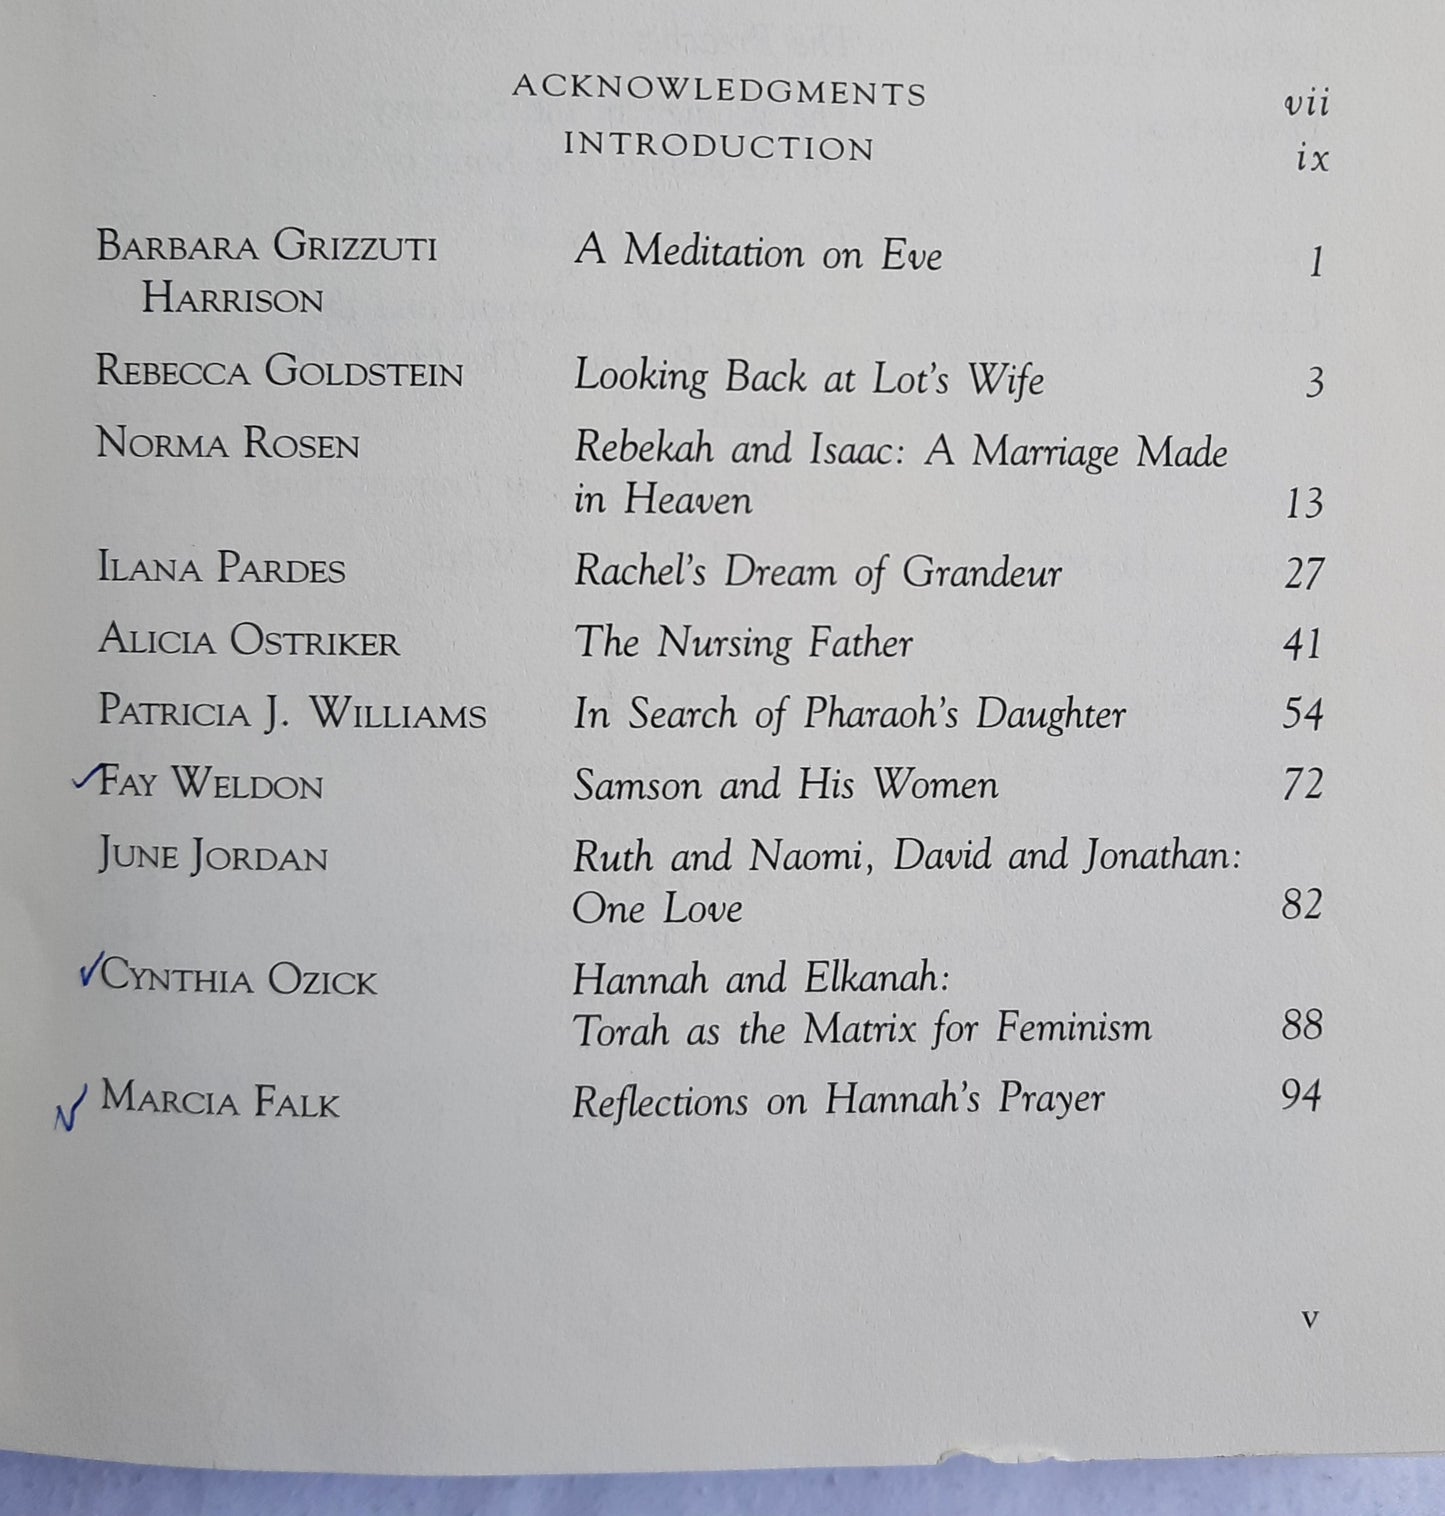 ACKNOWLEDGMENTS vii
INTRODUCTION ix
BARBARA GRIZZUTI HARRISON A Meditation on Eve 1
REBECCA GOLDSTEIN Looking Back at Lot's Wife 3
NORMA ROSEN Rebekah and Isaac: A Marriage Made
in Heaven 13
ILANA PARDES Rachel's Dream of Grandeur 27
ALICIA OSTRIKER The Nursing Father 41
PATRICIA J. WILLIAMS In Search of Pharaoh's Daughter 54
FAY WELDON Samson and His Women 72
JUNE JORDAN Ruth and Naomi, David and Jonathan:
One Love 82
CYNTHIA OZICK Hannah and Elkanah:
Torah as the Matrix for Feminism 88
MARCIA FALK Reflections on Hannah's Prayer 94
v